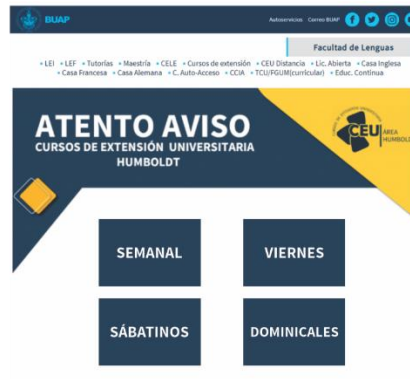 BUAP
Autoservicios Correo BUAP
Facultad de Lenguas
• LEI • LEF • Tutorías • Maestría • CELE • Cursos de extensión • CEU Distancia • Lic. Abierta • Casa Inglesa
• Casa Francesa • Casa Alemana • C. Auto-Acceso • CCIA • TCU/FGUM(curricular) • Educ. Continua
ATENTO AVISO
CURSOS DE EXTENSIÓN UNIVERSITARIA
HUMBOLDT
CEU ÁREA
SEMANAL
VIERNES
SÁBATINOS
DOMINICALES